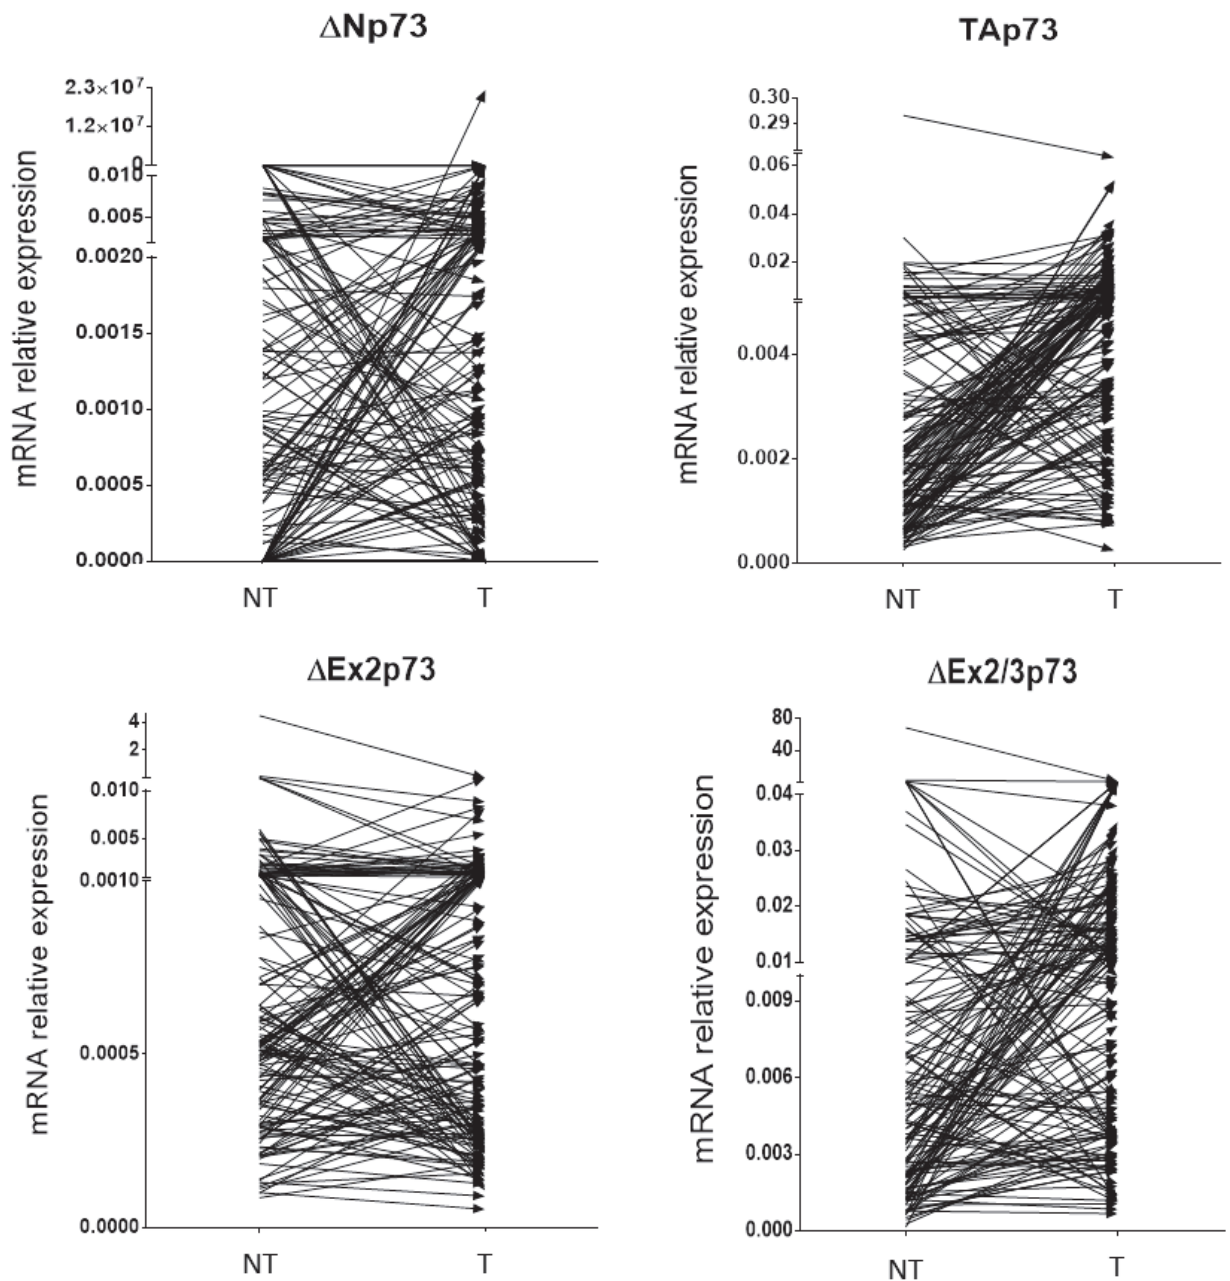 ΔNp73
2.3×10⁷
1.2×10⁷
0
0.010
0.005
0.0020
0.0015
0.0010
0.0005
0.0000
mRNA relative expression
NT
T
TAp73
0.30
0.29
0.06
0.04
0.02
0.004
0.002
0.000
mRNA relative expression
NT
T
ΔEx2p73
4
2
0.010
0.005
0.0010
0.0005
0.0000
mRNA relative expression
NT
T
ΔEx2/3p73
80
40
0.04
0.03
0.02
0.01
0.009
0.006
0.003
0.000
mRNA relative expression
NT
T